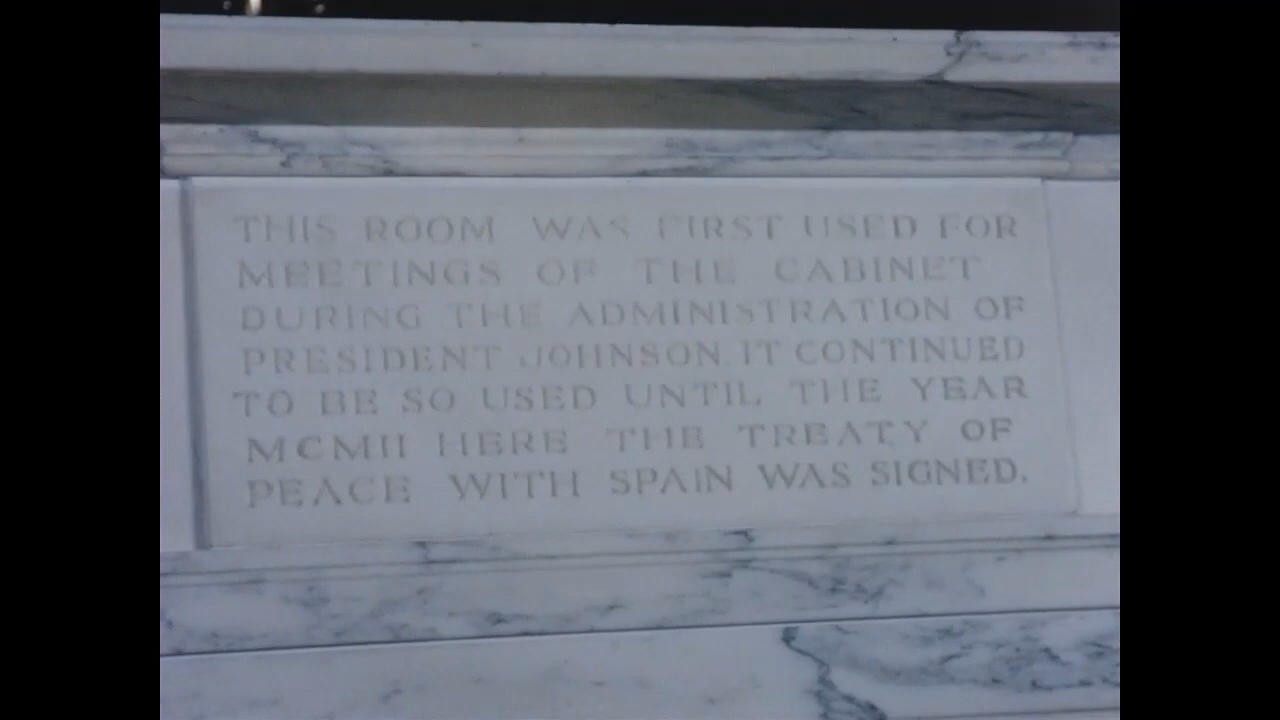 THIS ROOM WAS FIRST USED FOR
MEETINGS OF THE CABINET
DURING THE ADMINISTRATION OF
PRESIDENT JOHNSON. IT CONTINUED
TO BE SO USED UNTIL THE YEAR
MCMII HERE THE TREATY OF
PEACE WITH SPAIN WAS SIGNED.